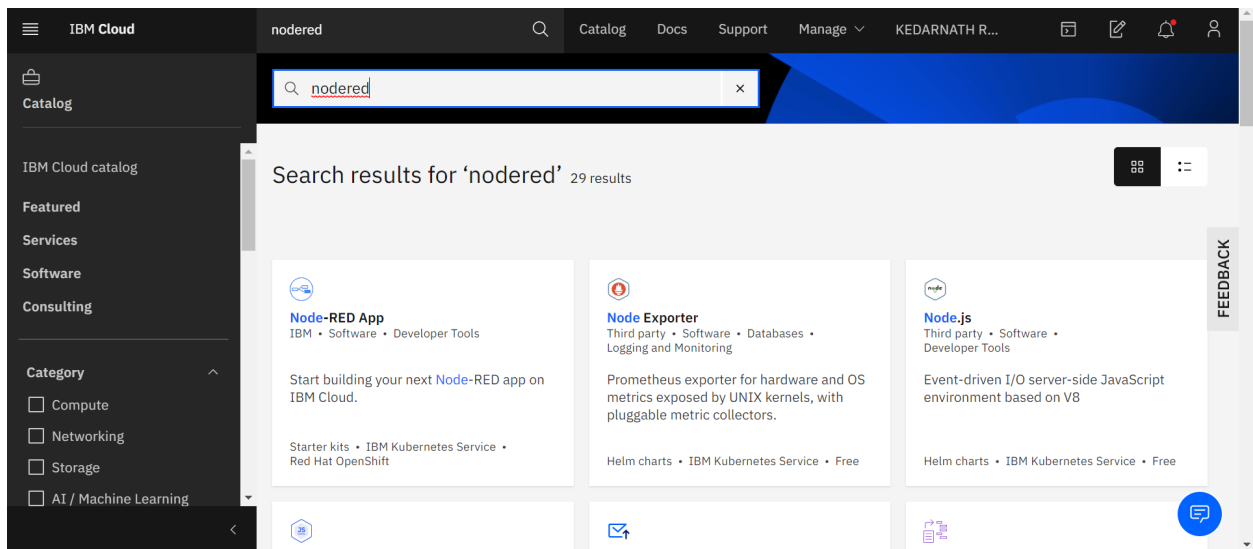 IBM Cloud
nodered
Catalog
Docs
Support
Manage
KEDARNATH R...
Catalog
nodered
IBM Cloud catalog
Featured
Services
Software
Consulting
Category
Compute
Networking
Storage
AI / Machine Learning
Search results for ‘nodered’ 29 results
Node-RED App
IBM • Software • Developer Tools
Start building your next Node-RED app on
IBM Cloud.
Starter kits • IBM Kubernetes Service •
Red Hat OpenShift
Node Exporter
Third party • Software • Databases •
Logging and Monitoring
Prometheus exporter for hardware and OS
metrics exposed by UNIX kernels, with
pluggable metric collectors.
Helm charts • IBM Kubernetes Service • Free
node
Node.js
Third party • Software •
Developer Tools
Event-driven I/O server-side JavaScript
environment based on V8
Helm charts • IBM Kubernetes Service • Free
JS
FEEDBACK